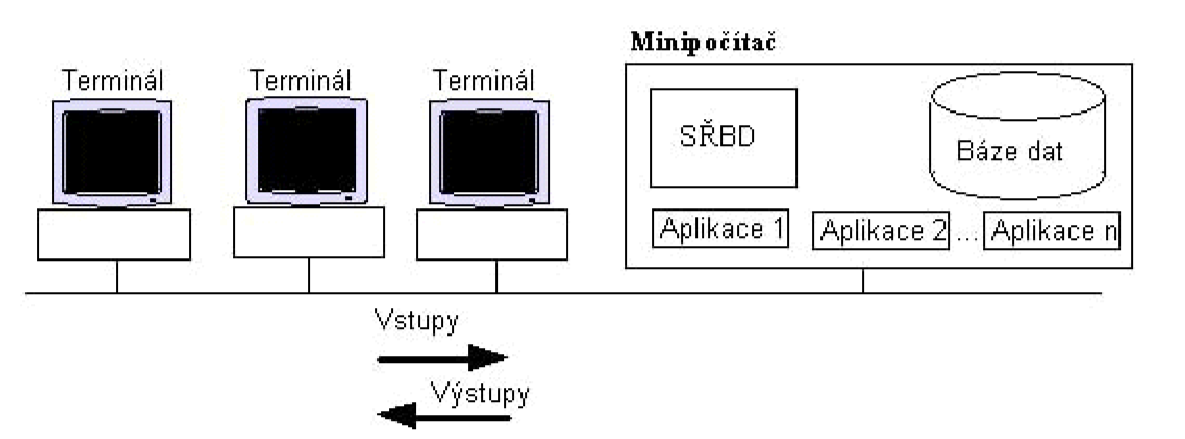 Minipočítač
Terminál Terminál Terminál
SŘBD
Báze dat
Aplikace 1 Aplikace 2 ... Aplikace n
Vstupy
Výstupy